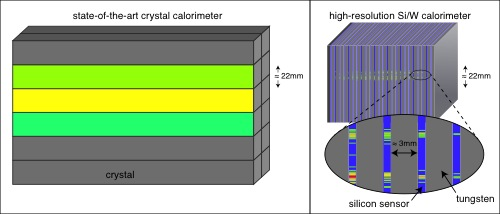 state-of-the-art crystal calorimeter
≈ 22mm
crystal
high-resolution Si/W calorimeter
≈ 22mm
≈ 3mm
tungsten
silicon sensor